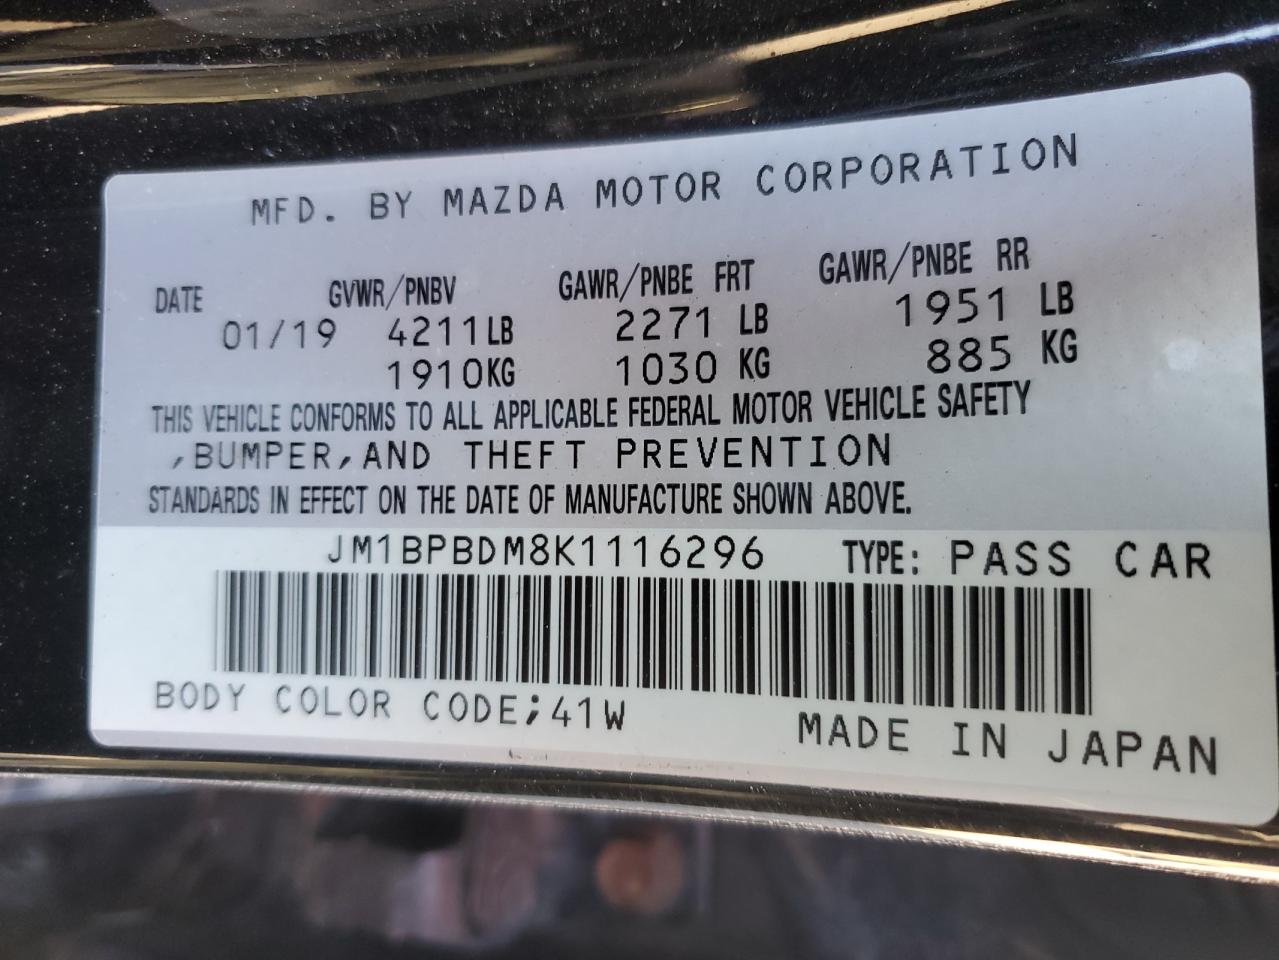 MFD. BY MAZDA MOTOR CORPORATION
DATE GVWR/PNBV GAWR/PNBE FRT GAWR/PNBE RR
01/19 4211LB 2271 LB 1951 LB
1910KG 1030 KG 885 KG
THIS VEHICLE CONFORMS TO ALL APPLICABLE FEDERAL MOTOR VEHICLE SAFETY
,BUMPER,AND THEFT PREVENTION
STANDARDS IN EFFECT ON THE DATE OF MANUFACTURE SHOWN ABOVE.
JM1BPBDM8K1116296 TYPE: PASS CAR
BODY COLOR CODE;41W MADE IN JAPAN